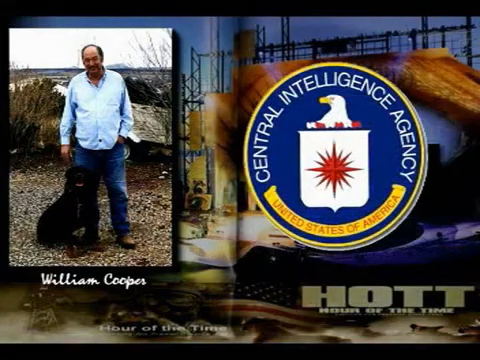 William Cooper
Hour of the Time
CENTRAL INTELLIGENCE AGENCY
UNITED STATES OF AMERICA
HOTT
HOUR OF THE TIME